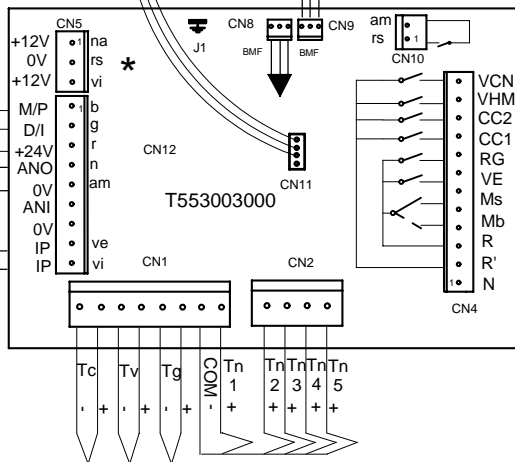 CN5
+12V 1 na
0V rs
+12V vi
*
J1
CN8
CN9
BMF
BMF
am
rs 1
CN10
M/P 1 b
D/I g
+24V r
ANO n
0V am
ANI
0V
IP ve
IP vi
CN12
CN11
T553003000
VCN
VHM
CC2
CC1
RG
VE
Ms
Mb
R
R'
1 N
CN4
CN1
CN2
Tc
Tv
Tg
COM -
Tn 1
Tn 2
Tn 3
Tn 4
Tn 5
- + - + - + + + + + +